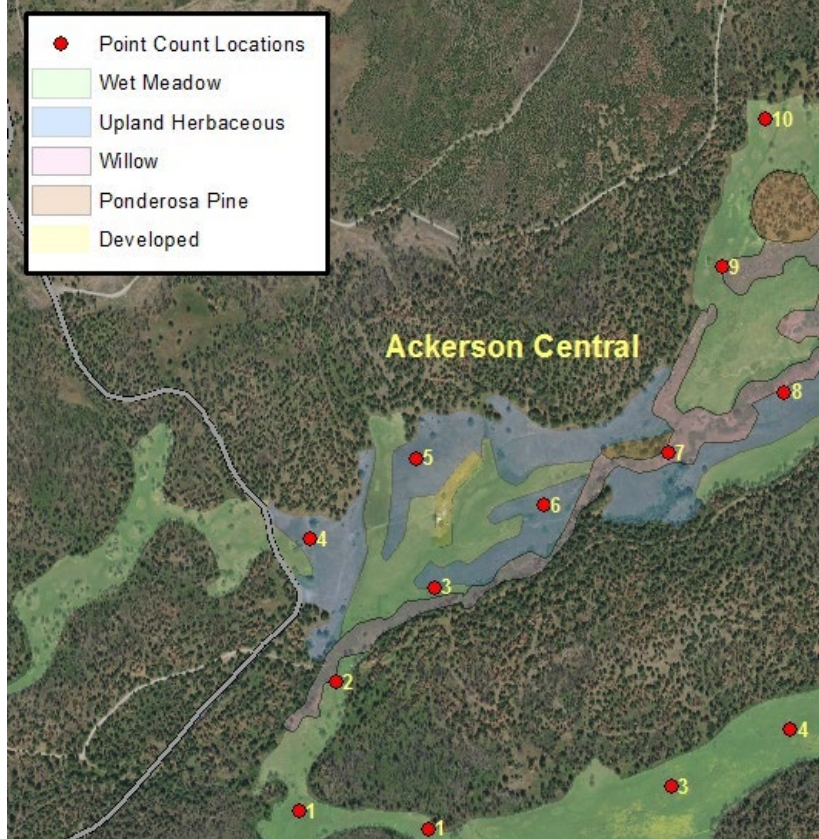 Point Count Locations
Wet Meadow
Upland Herbaceous
Willow
Ponderosa Pine
Developed
10
9
Ackerson Central
8
7
5
6
4
3
2
4
3
1
1